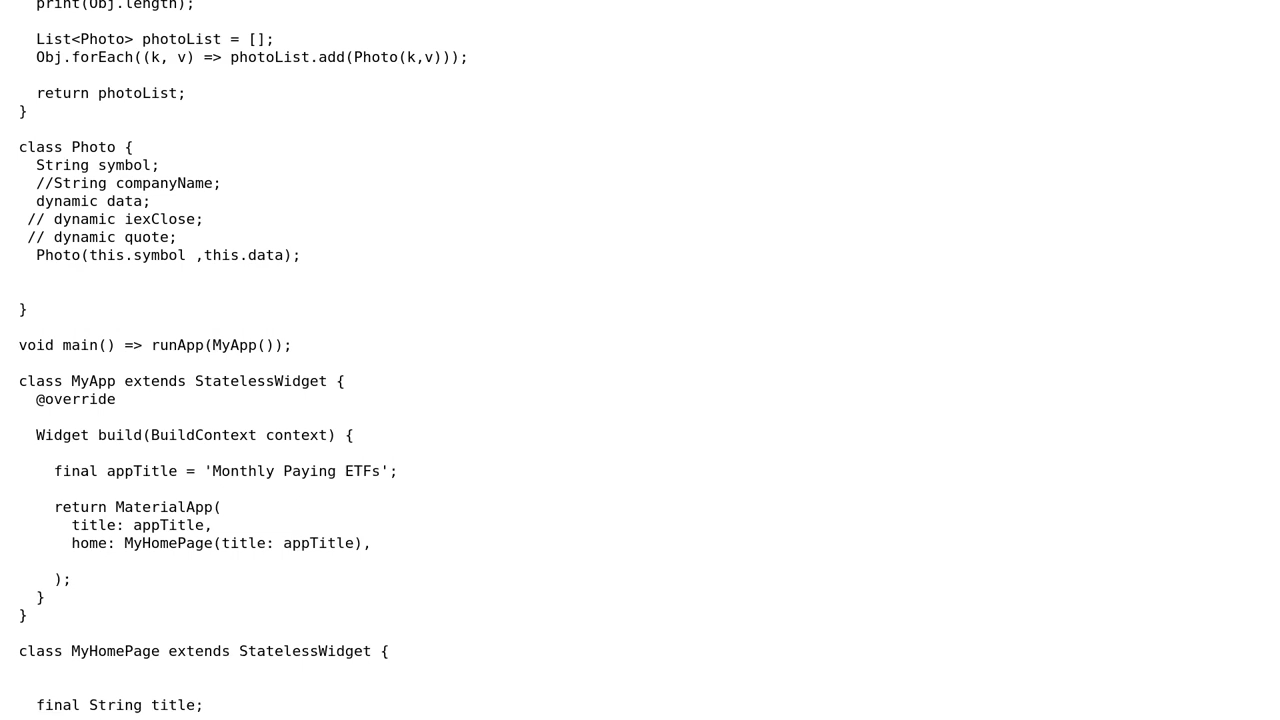 print(Obj.length);
List<Photo> photoList = [];
Obj.forEach((k, v) => photoList.add(Photo(k,v)));
return photoList;
}
class Photo {
String symbol;
//String companyName;
dynamic data;
// dynamic iexClose;
// dynamic quote;
Photo(this.symbol ,this.data);
}
void main() => runApp(MyApp());
class MyApp extends StatelessWidget {
@override
Widget build(BuildContext context) {
final appTitle = 'Monthly Paying ETFs';
return MaterialApp(
title: appTitle,
home: MyHomePage(title: appTitle),
);
}
}
class MyHomePage extends StatelessWidget {
final String title;